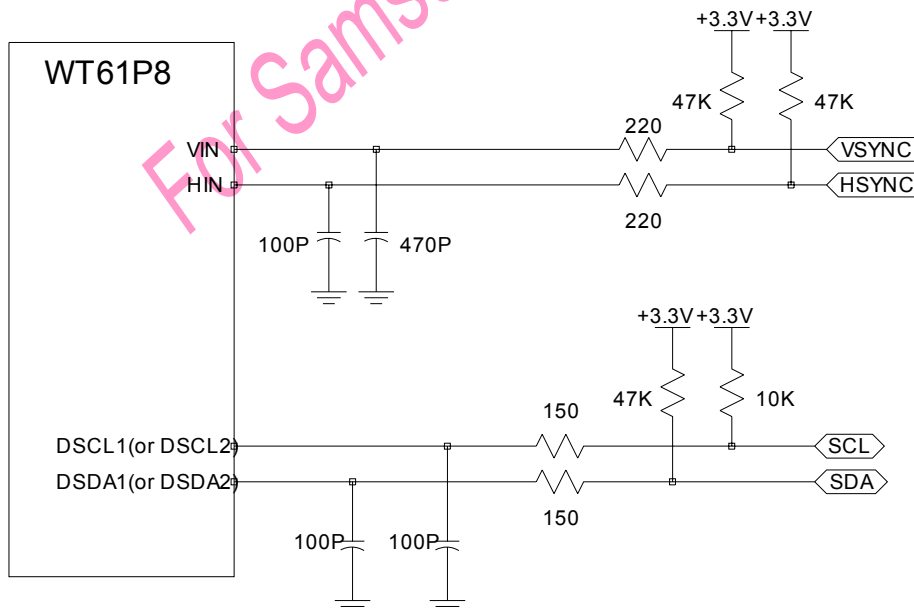 For Sams
+3.3V +3.3V
WT61P8
47K 47K
220
VIN VSYNC
HIN HSYNC
220
100P 470P
+3.3V +3.3V
47K 10K
150
DSCL1(or DSCL2) SCL
DSDA1(or DSDA2) SDA
150
100P 100P